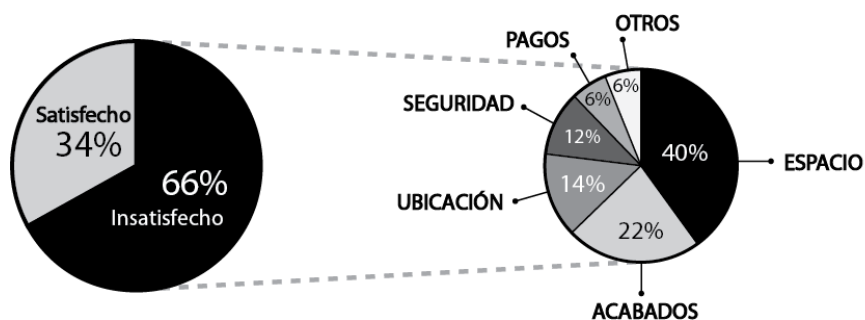 Satisfecho
34%
66%
Insatisfecho
OTROS
PAGOS
SEGURIDAD
UBICACIÓN
6%
6%
12%
14%
40%
22%
ESPACIO
ACABADOS